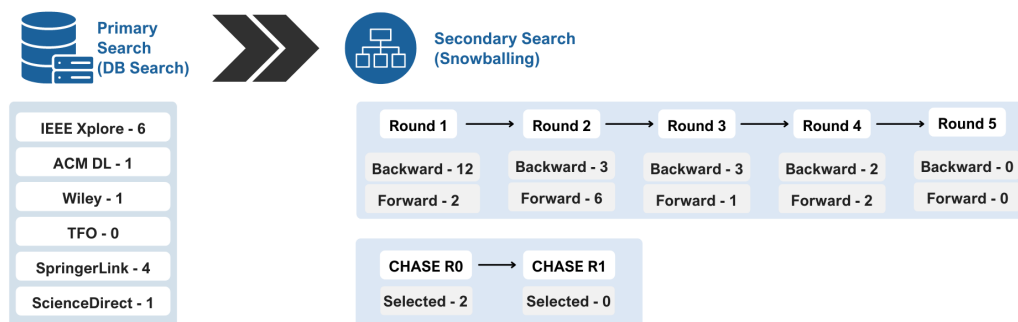 Primary
Search
(DB Search)
Secondary Search
(Snowballing)
IEEE Xplore - 6
ACM DL - 1
Wiley - 1
TFO - 0
SpringerLink - 4
ScienceDirect - 1
Round 1 Round 2 Round 3 Round 4 Round 5
Backward - 12 Backward - 3 Backward - 3 Backward - 2 Backward - 0
Forward - 2 Forward - 6 Forward - 1 Forward - 2 Forward - 0
CHASE R0 CHASE R1
Selected - 2 Selected - 0